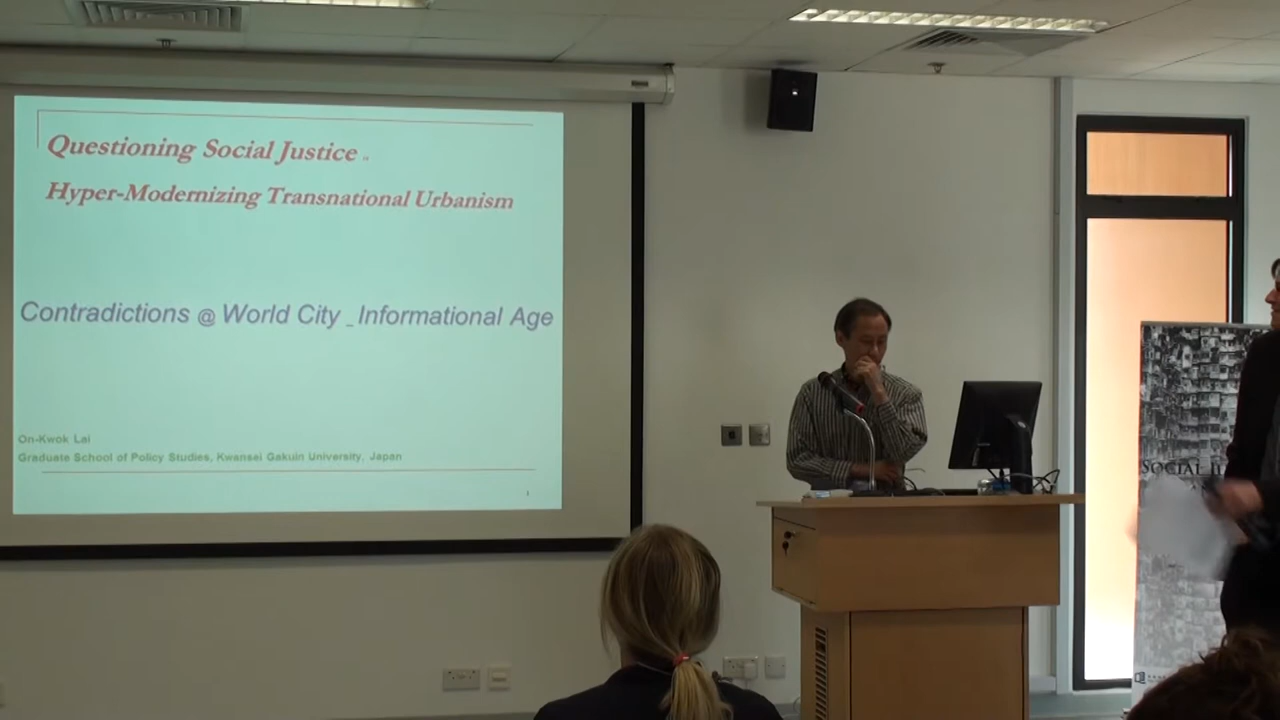 Questioning Social Justice
Hyper-Modernizing Transnational Urbanism
Contradictions @ World City _ Informational Age
On-Kwok Lai
Graduate School of Policy Studies, Kwansei Gakuin University, Japan
1
SOCIAL